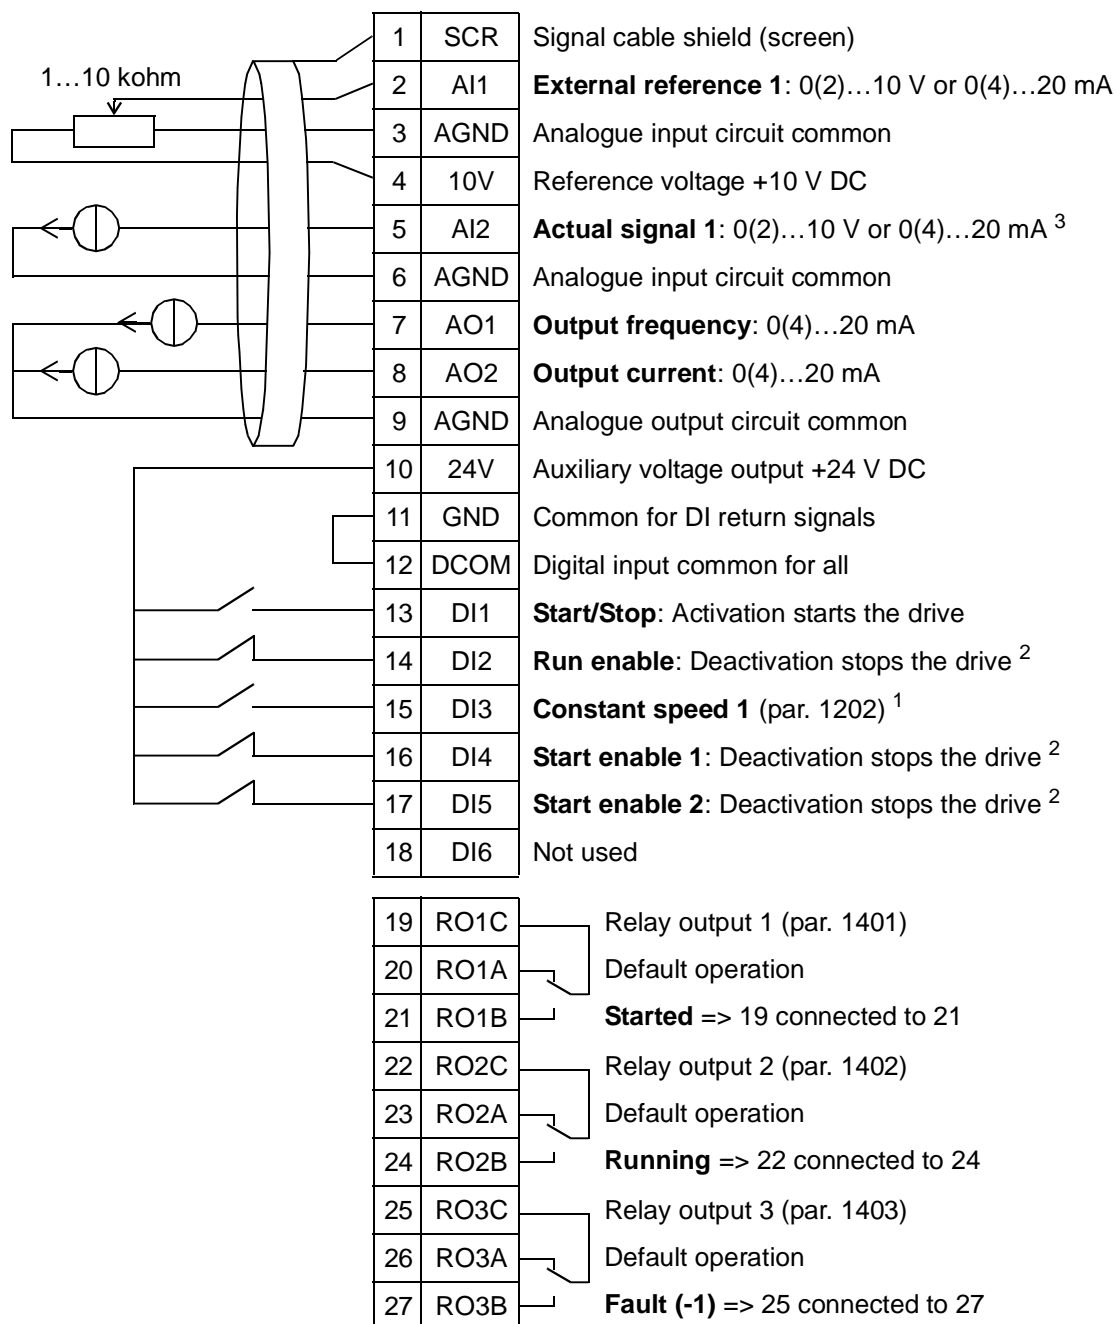 1 SCR Signal cable shield (screen)
1…10 kohm
2 AI1 External reference 1: 0(2)…10 V or 0(4)…20 mA
3 AGND Analogue input circuit common
4 10V Reference voltage +10 V DC
5 AI2 Actual signal 1: 0(2)…10 V or 0(4)…20 mA 3
6 AGND Analogue input circuit common
7 AO1 Output frequency: 0(4)…20 mA
8 AO2 Output current: 0(4)…20 mA
9 AGND Analogue output circuit common
10 24V Auxiliary voltage output +24 V DC
11 GND Common for DI return signals
12 DCOM Digital input common for all
13 DI1 Start/Stop: Activation starts the drive
14 DI2 Run enable: Deactivation stops the drive 2
15 DI3 Constant speed 1 (par. 1202) 1
16 DI4 Start enable 1: Deactivation stops the drive 2
17 DI5 Start enable 2: Deactivation stops the drive 2
18 DI6 Not used
19 RO1C Relay output 1 (par. 1401)
20 RO1A Default operation
21 RO1B Started => 19 connected to 21
22 RO2C Relay output 2 (par. 1402)
23 RO2A Default operation
24 RO2B Running => 22 connected to 24
25 RO3C Relay output 3 (par. 1403)
26 RO3A Default operation
27 RO3B Fault (-1) => 25 connected to 27